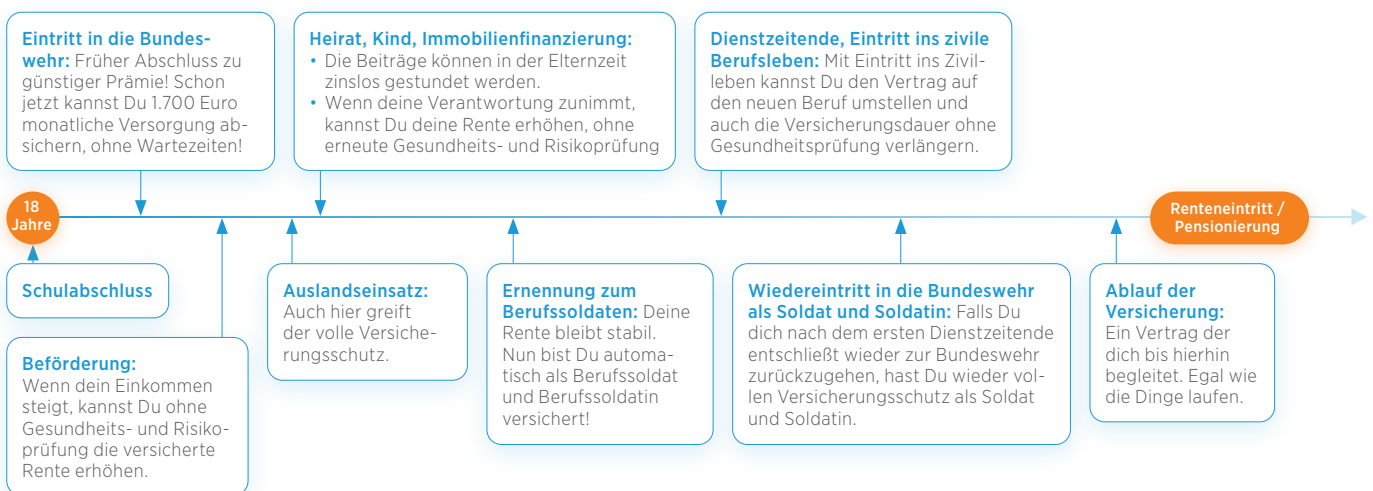 Eintritt in die Bundes-
wehr: Früher Abschluss zu
günstiger Prämie! Schon
jetzt kannst Du 1.700 Euro
monatliche Versorgung ab-
sichern, ohne Wartezeiten!
Heirat, Kind, Immobilienfinanzierung:
• Die Beiträge können in der Elternzeit
zinslos gestundet werden.
• Wenn deine Verantwortung zunimmt,
kannst Du deine Rente erhöhen, ohne
erneute Gesundheits- und Risikoprüfung
Dienstzeitende, Eintritt ins zivile
Berufsleben: Mit Eintritt ins Zivil-
leben kannst Du den Vertrag auf
den neuen Beruf umstellen und
auch die Versicherungsdauer ohne
Gesundheitsprüfung verlängern.
18
Jahre
Renteneintritt /
Pensionierung
Schulabschluss
Beförderung:
Wenn dein Einkommen
steigt, kannst Du ohne
Gesundheits- und Risiko-
prüfung die versicherte
Rente erhöhen.
Auslandseinsatz:
Auch hier greift
der volle Versiche-
rungsschutz.
Ernennung zum
Berufssoldaten: Deine
Rente bleibt stabil.
Nun bist Du automa-
tisch als Berufssoldat
und Berufssoldatin
versichert!
Wiedereintritt in die Bundeswehr
als Soldat und Soldatin: Falls Du
dich nach dem ersten Dienstzeitende
entschließt wieder zur Bundeswehr
zurückzugehen, hast Du wieder vol-
len Versicherungsschutz als Soldat
und Soldatin.
Ablauf der
Versicherung:
Ein Vertrag der
dich bis hierhin
begleitet. Egal wie
die Dinge laufen.